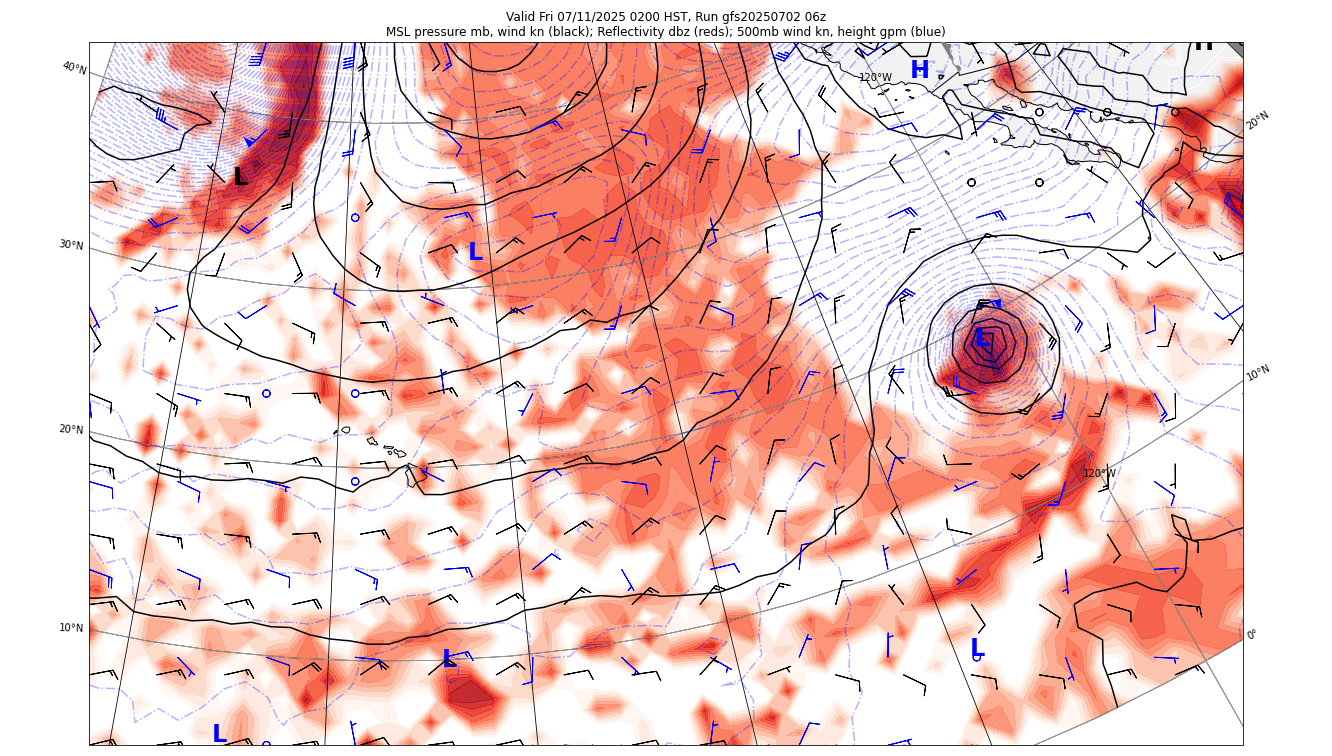 Valid Fri 07/11/2025 0200 HST, Run gfs20250702 06z
MSL pressure mb, wind kn (black); Reflectivity dbz (reds); 500mb wind kn, height gpm (blue)
H
40°N
H
120°W
20°N
L
30°N
L
L
10°N
20°N
L
120°W
10°N
0°
L
L
L